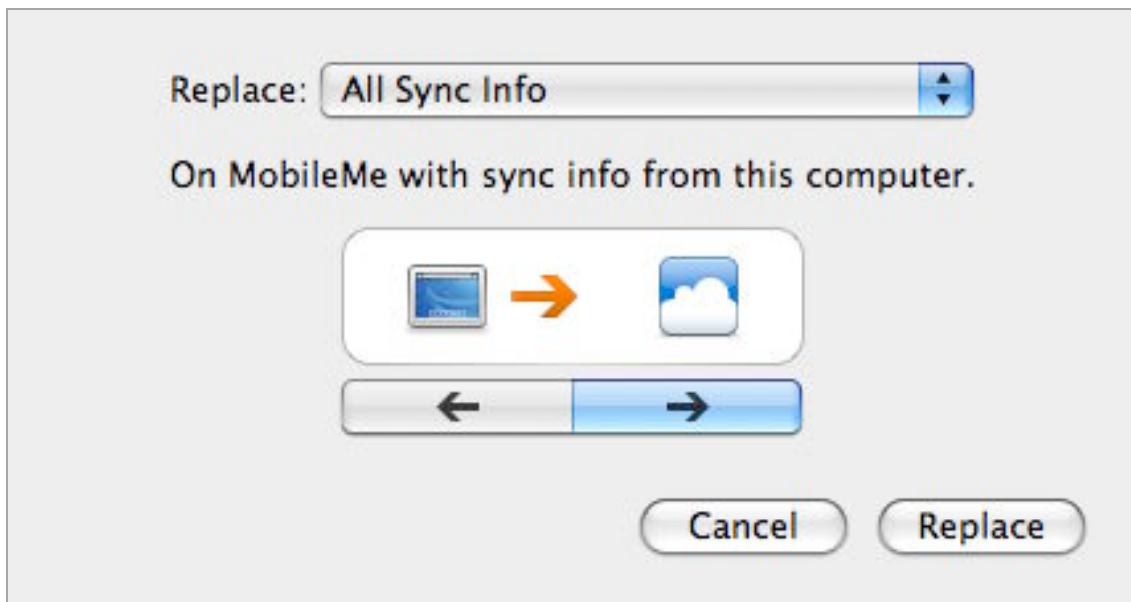 Replace: All Sync Info
On MobileMe with sync info from this computer.
Cancel Replace